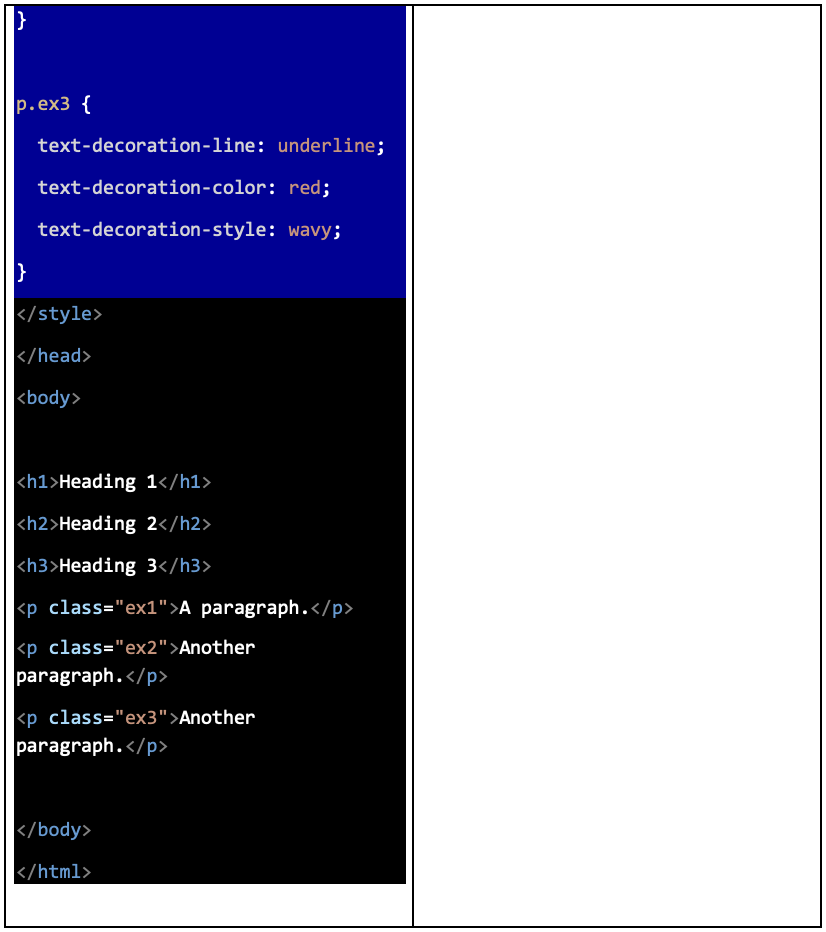 }
p.ex3 {
  text-decoration-line: underline;
  text-decoration-color: red;
  text-decoration-style: wavy;
}
</style>
</head>
<body>
<h1>Heading 1</h1>
<h2>Heading 2</h2>
<h3>Heading 3</h3>
<p class="ex1">A paragraph.</p>
<p class="ex2">Another
paragraph.</p>
<p class="ex3">Another
paragraph.</p>
</body>
</html>